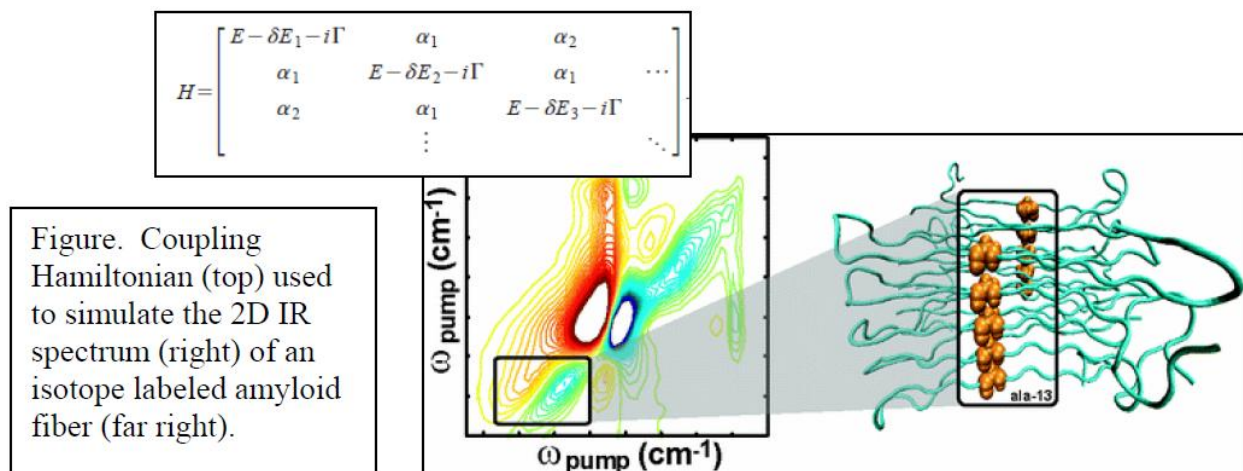 H=
E−δE₁−iΓ α₁ α₂
α₁ E−δE₂−iΓ α₁ ⋯
α₂ α₁ E−δE₃−iΓ
⋮ ⋱
Figure. Coupling
Hamiltonian (top) used
to simulate the 2D IR
spectrum (right) of an
isotope labeled amyloid
fiber (far right).
ω pump (cm⁻¹)
ω pump (cm⁻¹)
ala-13